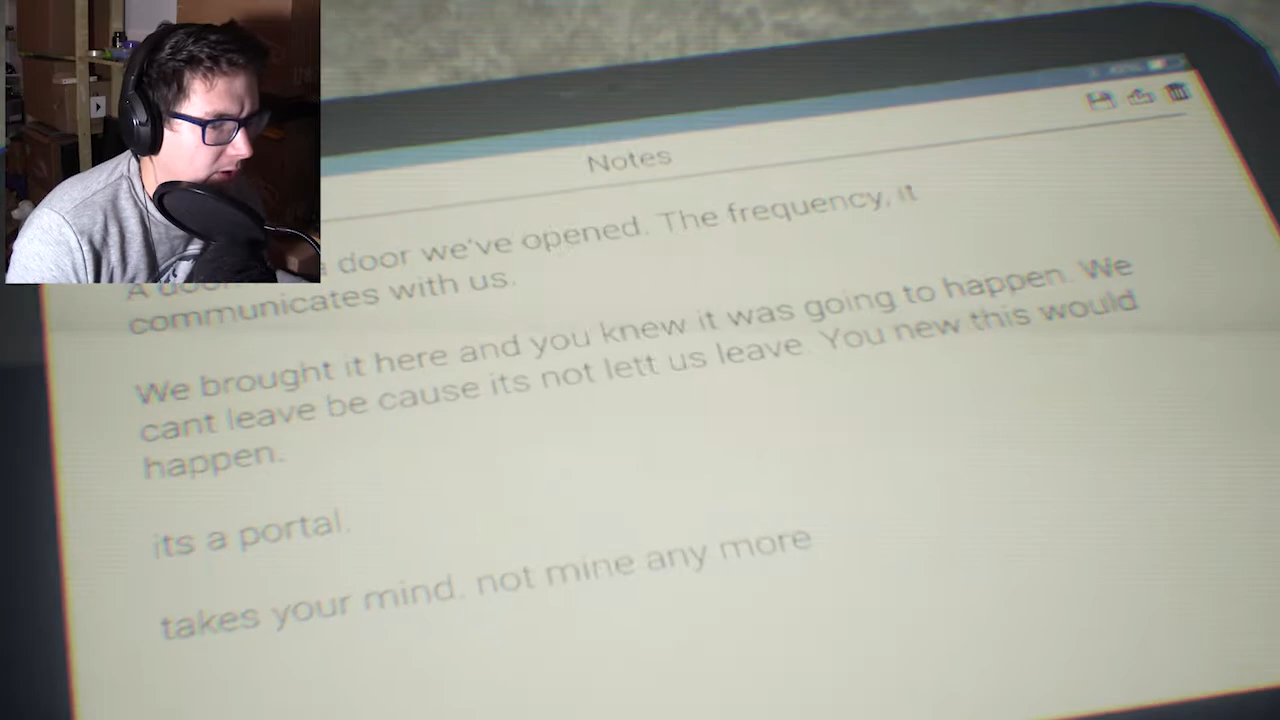 Notes
A door door we've opened. The frequency, it
communicates with us.
We brought it here and you knew it was going to happen. We
cant leave be cause its not lett us leave. You new this would
happen.
its a portal.
takes your mind. not mine any more